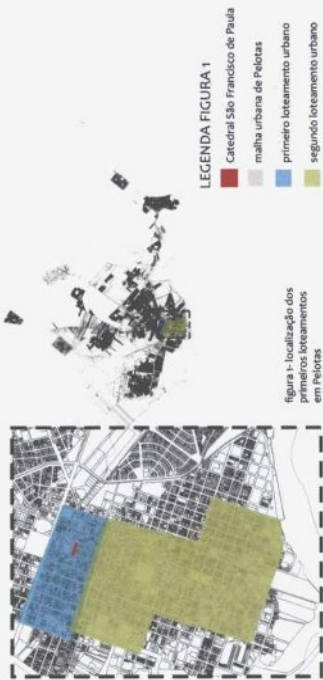 LEGENDA FIGURA 1
Catedral São Francisco de Paula
malha urbana de Pelotas
primeiro loteamento urbano
segundo loteamento urbano
figura 1- localização dos
primeiros loteamentos
em Pelotas